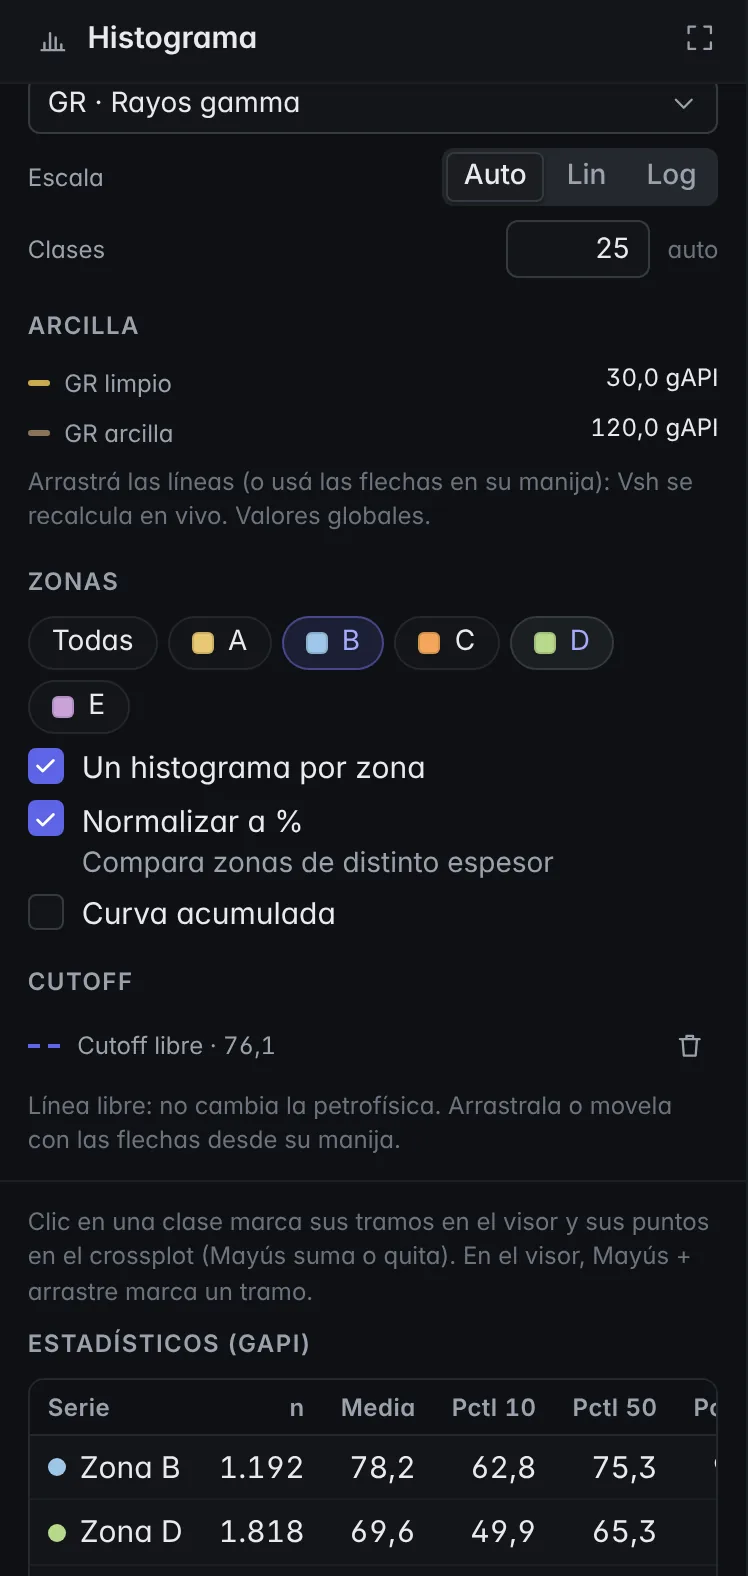 Histograma
GR · Rayos gamma
Escala Auto Lin Log
Clases 25 auto
ARCILLA
GR limpio 30,0 gAPI
GR arcilla 120,0 gAPI
Arrastrá las líneas (o usá las flechas en su manija): Vsh se
recalcula en vivo. Valores globales.
ZONAS
Todas A B C D
E
Un histograma por zona
Normalizar a %
Compara zonas de distinto espesor
Curva acumulada
CUTOFF
Cutoff libre · 76,1
Línea libre: no cambia la petrofísica. Arrastrala o movela
con las flechas desde su manija.
Clic en una clase marca sus tramos en el visor y sus puntos
en el crossplot (Mayús suma o quita). En el visor, Mayús +
arrastre marca un tramo.
ESTADÍSTICOS (GAPI)
Serie n Media Pctl 10 Pctl 50
Zona B 1.192 78,2 62,8 75,3
Zona D 1.818 69,6 49,9 65,3